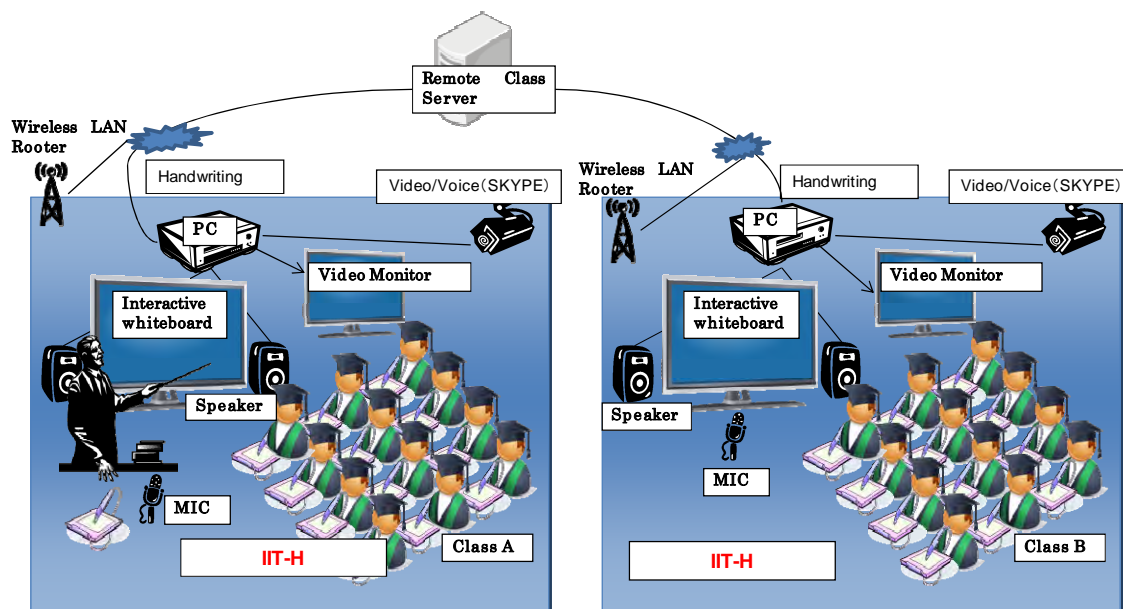 Remote Class
Server
Wireless LAN
Rooter
Handwriting
Video/Voice(SKYPE)
PC
Video Monitor
Interactive
whiteboard
Speaker
MIC
Class A
IIT-H
Wireless LAN
Rooter
Handwriting
Video/Voice(SKYPE)
PC
Video Monitor
Interactive
whiteboard
Speaker
MIC
Class B
IIT-H